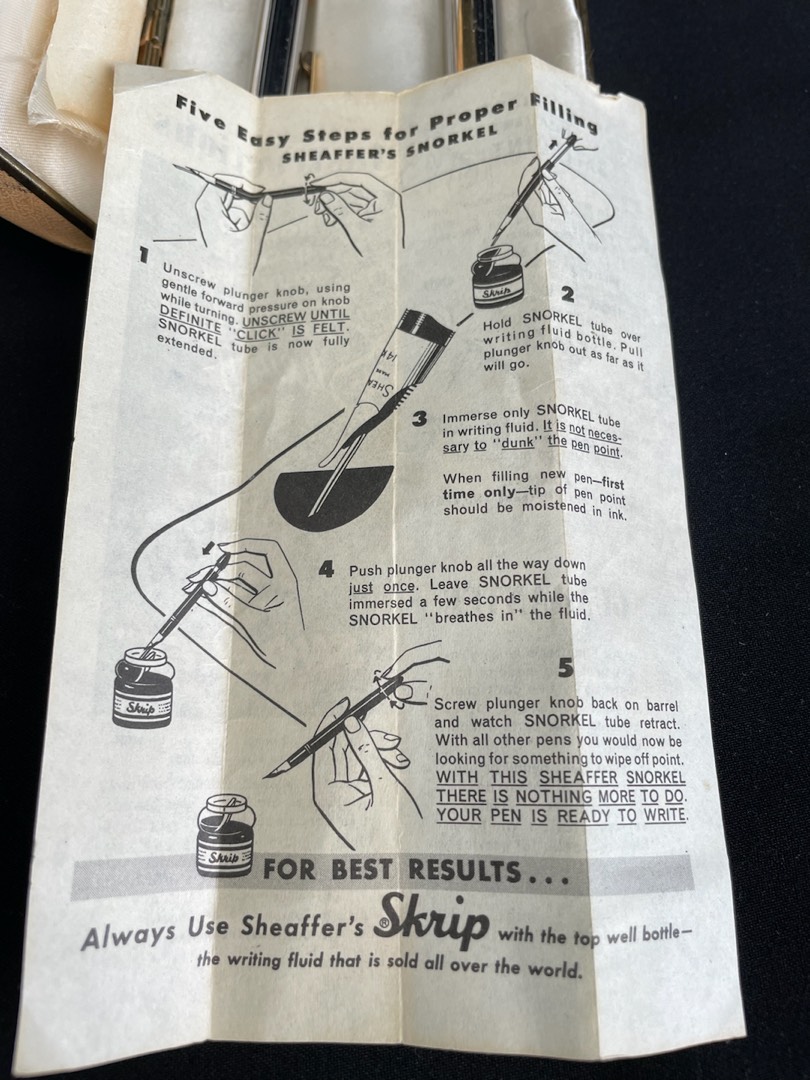 Five Easy Steps for Proper Filling
SHEAFFER'S SNORKEL
1
Unscrew plunger knob, using
gentle forward pressure on knob
while turning. UNSCREW UNTIL
DEFINITE "CLICK" IS FELT.
SNORKEL tube is now fully
extended.
Skrip
2
Hold SNORKEL tube over
writing fluid bottle. Pull
plunger knob out as far as it
will go.
14K
3
Immerse only SNORKEL tube
in writing fluid. It is not neces-
sary to "dunk" the pen point.
When filling new pen—first
time only—tip of pen point
should be moistened in ink.
4
Push plunger knob all the way down
just once. Leave SNORKEL tube
immersed a few seconds while the
SNORKEL "breathes in" the fluid.
Skrip
5
Screw plunger knob back on barrel
and watch SNORKEL tube retract.
With all other pens you would now be
looking for something to wipe off point.
WITH THIS SHEAFFER SNORKEL
THERE IS NOTHING MORE TO DO.
YOUR PEN IS READY TO WRITE.
Skrip
FOR BEST RESULTS...
Always Use Sheaffer's ®Skrip with the top well bottle—
the writing fluid that is sold all over the world.